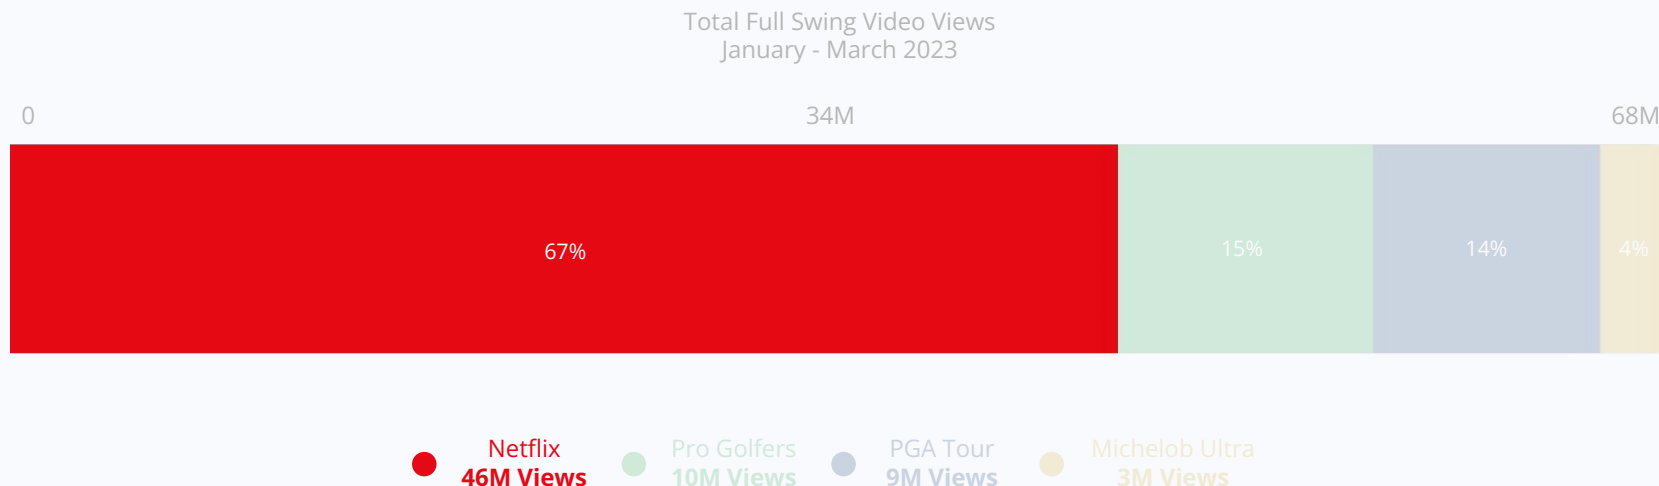 Total Full Swing Video Views
January - March 2023
0 34M 68M
67% 15% 14% 4%
Netflix Pro Golfers PGA Tour Michelob Ultra
46M Views 10M Views 9M Views 3M Views